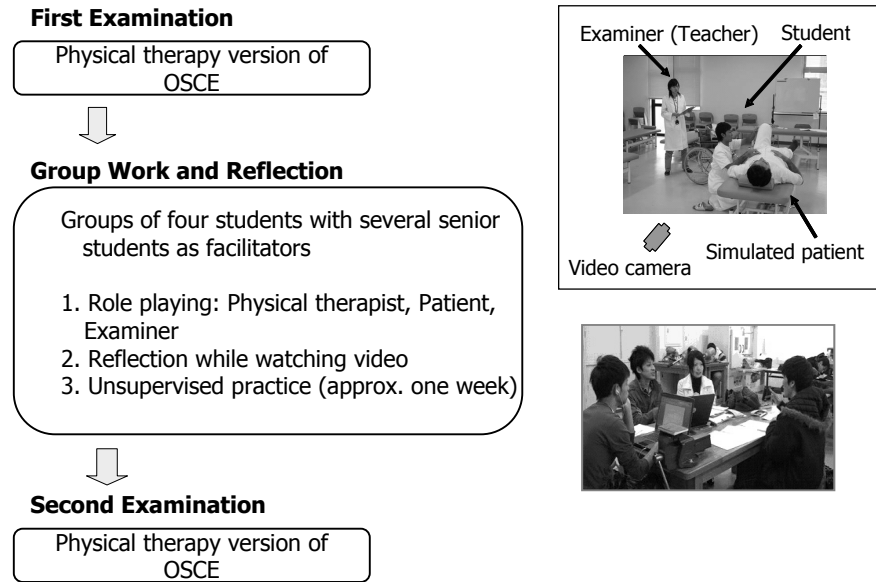 First Examination
Physical therapy version of
OSCE
Group Work and Reflection
Groups of four students with several senior
students as facilitators
1. Role playing: Physical therapist, Patient,
Examiner
2. Reflection while watching video
3. Unsupervised practice (approx. one week)
Second Examination
Physical therapy version of
OSCE
Examiner (Teacher) Student
Simulated patient
Video camera